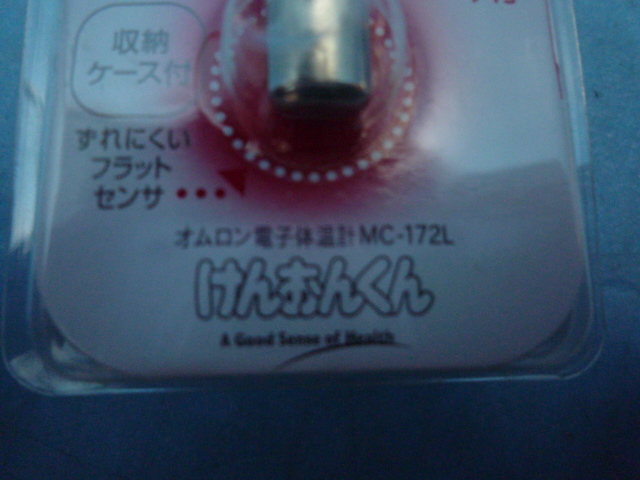 収納
ケース付
ずれにくい
フラット
センサ
オムロン電子体温計 MC-172L
けんおんくん
A Good Sense of Health